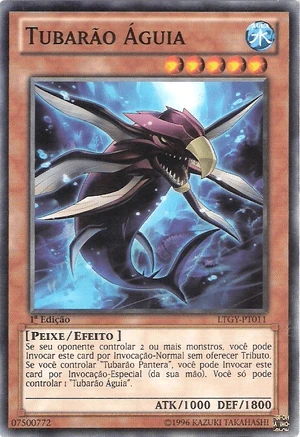 TUBARÃO ÁGUIA
水
LTGY-PT011
1ª Edição
[PEIXE/EFEITO]
Se seu oponente controlar 2 ou mais monstros, você pode
Invocar este card por Invocação-Normal sem oferecer Tributo.
Se você controlar "Tubarão Pantera", você pode Invocar este
card por Invocação-Especial (da sua mão). Você só pode
controlar 1 "Tubarão Águia".
ATK/1000 DEF/1800
07500772
©1996 KAZUKI TAKAHASHI